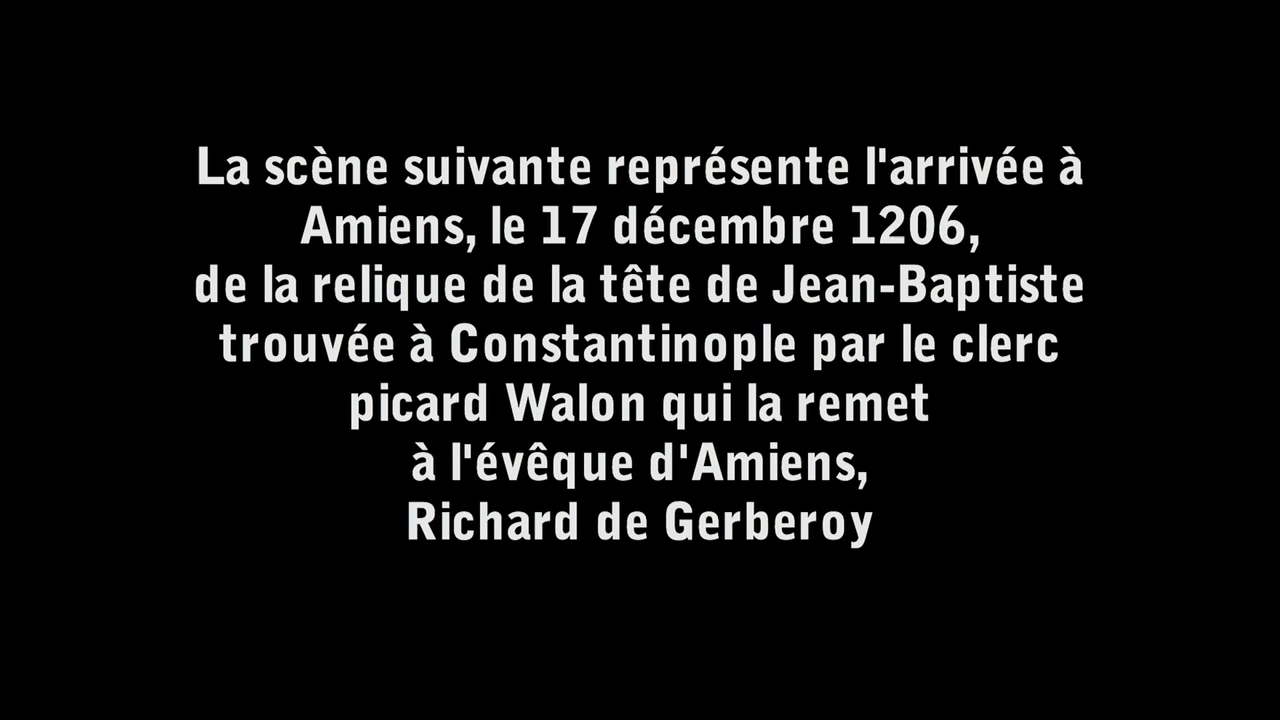 La scène suivante représente l'arrivée à
Amiens, le 17 décembre 1206,
de la relique de la tête de Jean-Baptiste
trouvée à Constantinople par le clerc
picard Walon qui la remet
à l'évêque d'Amiens,
Richard de Gerberoy